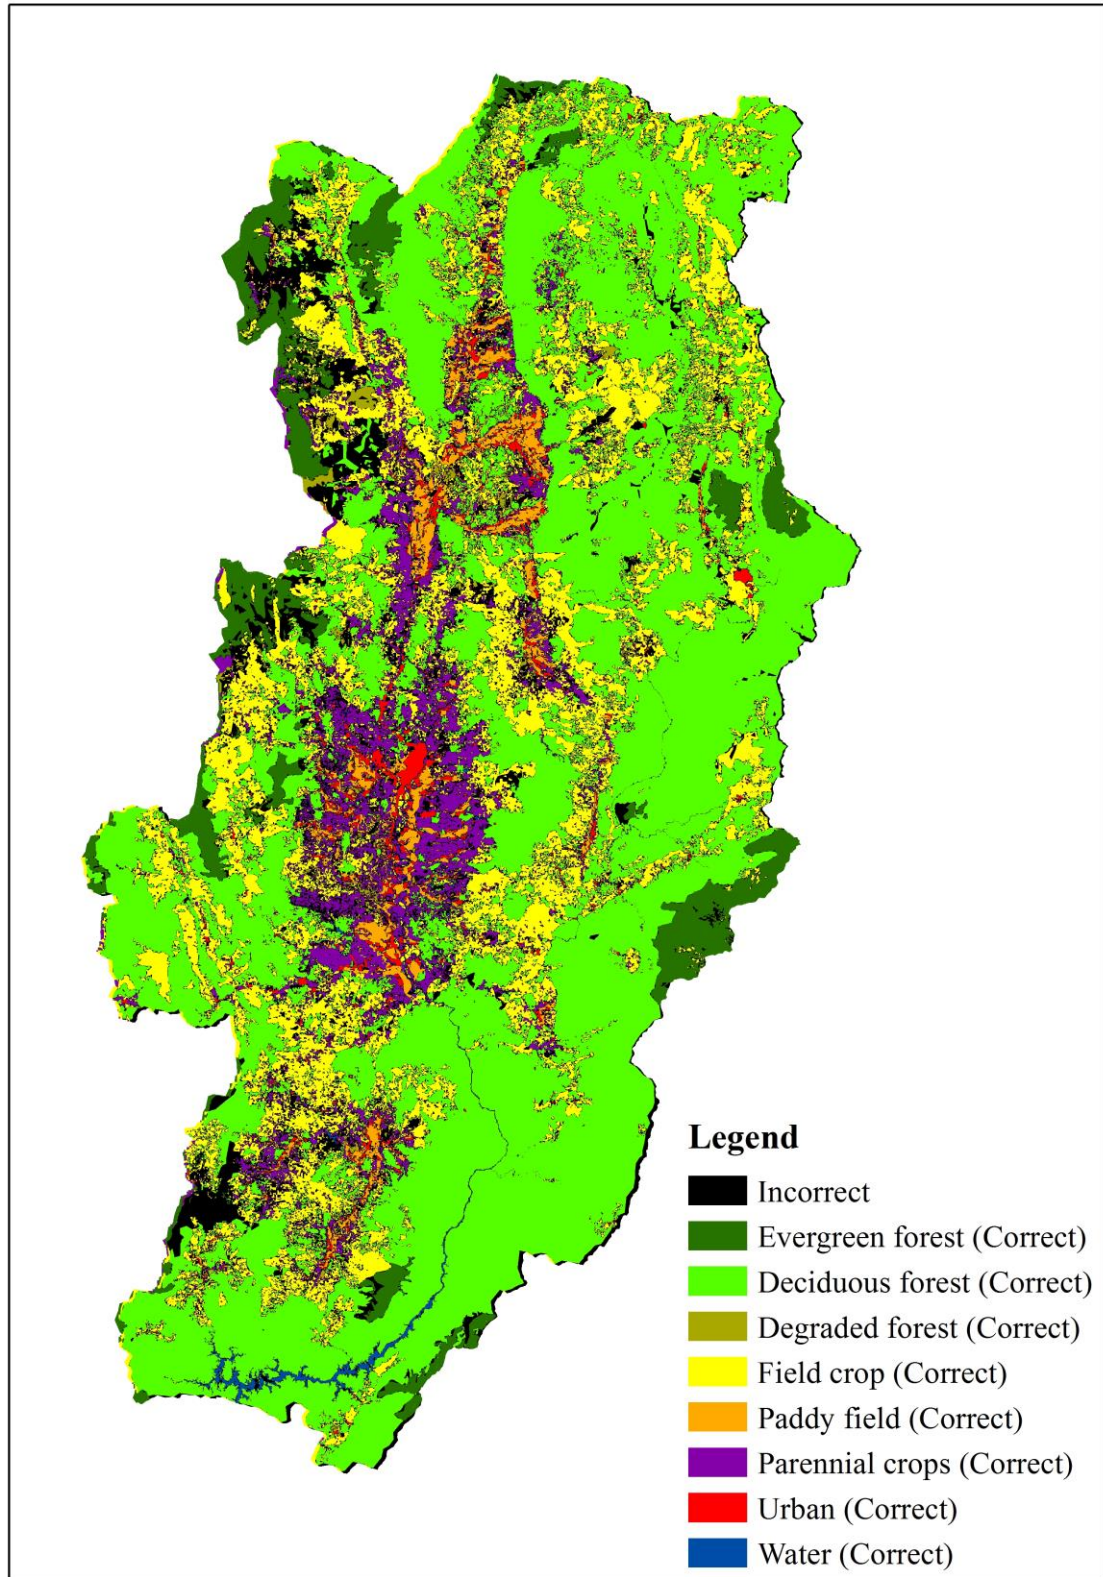 Legend
Incorrect
Evergreen forest (Correct)
Deciduous forest (Correct)
Degraded forest (Correct)
Field crop (Correct)
Paddy field (Correct)
Parennial crops (Correct)
Urban (Correct)
Water (Correct)